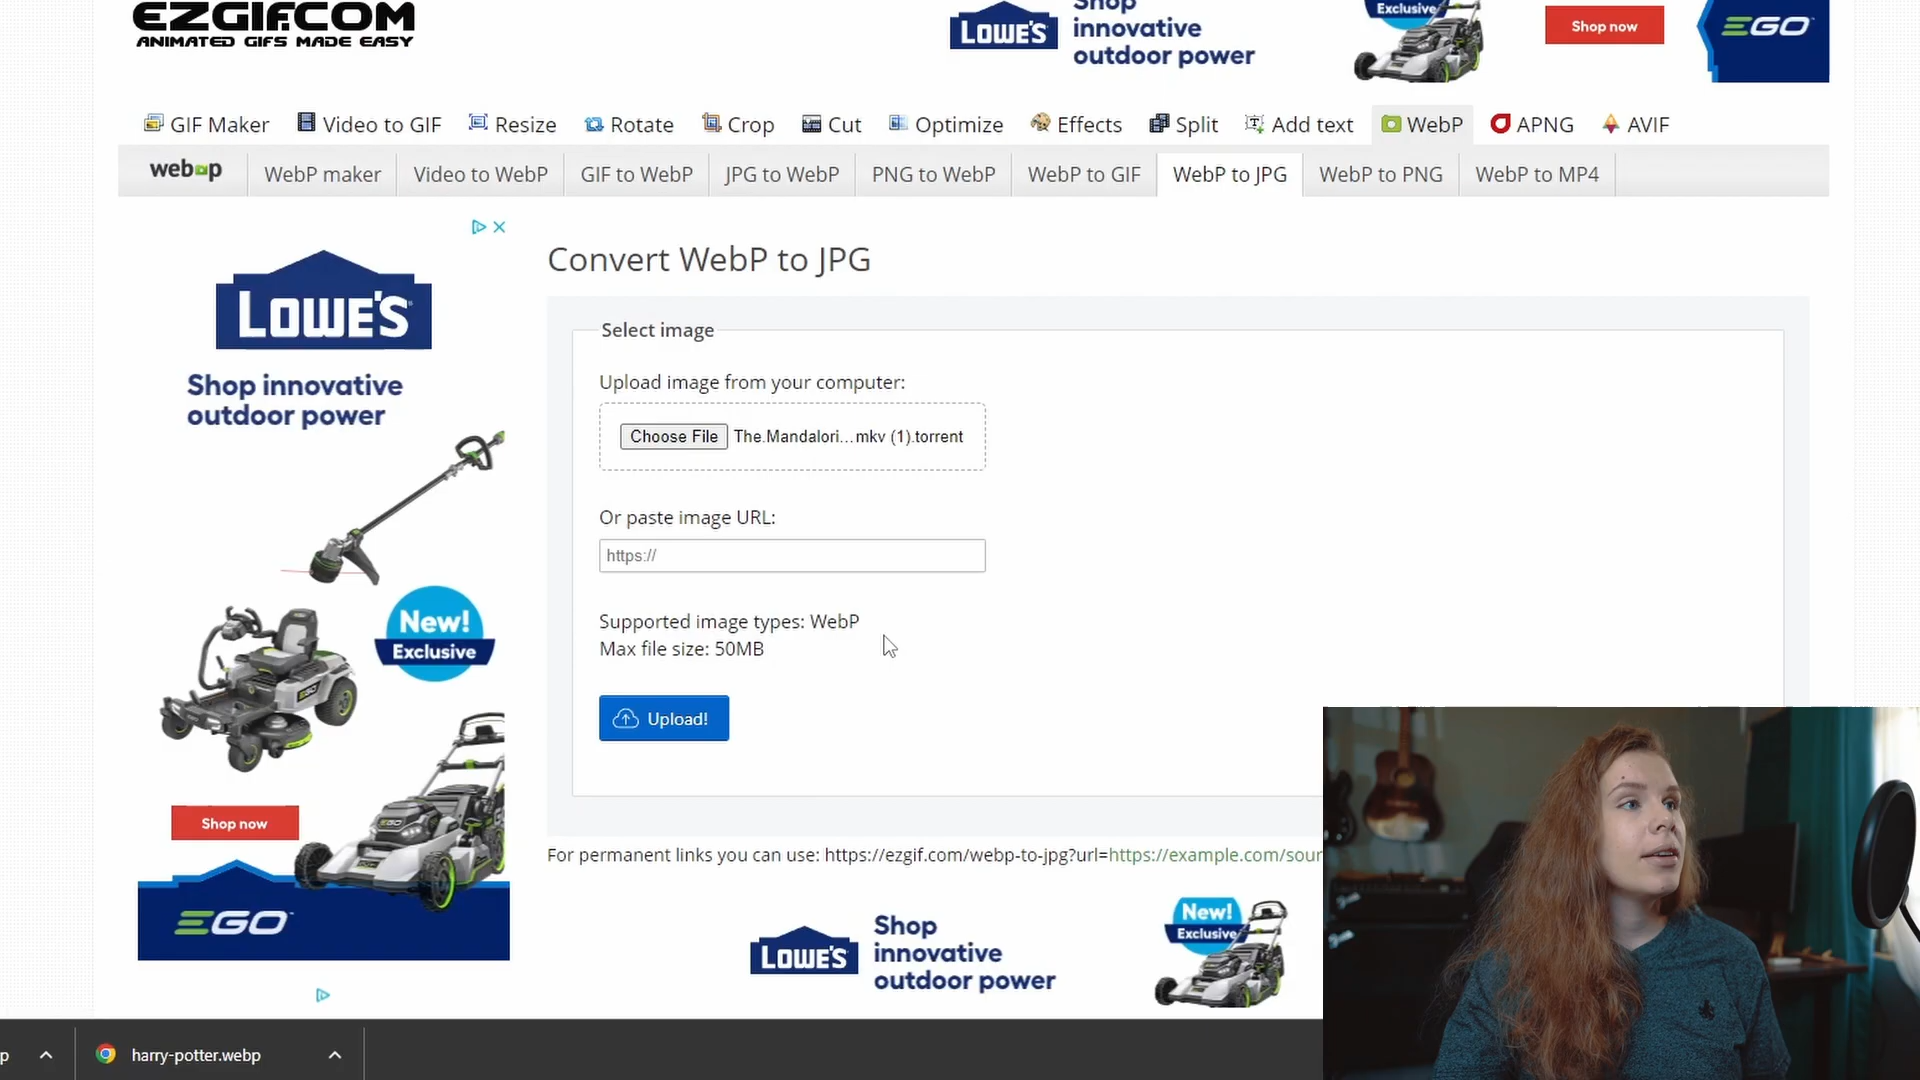 EZGIF.COM
ANIMATED GIFS MADE EASY
LOWE'S
Shop
innovative
outdoor power
Exclusive
Shop now
EGO
GIF Maker
Video to GIF
Resize
Rotate
Crop
Cut
Optimize
Effects
Split
Add text
WebP
APNG
AVIF
webp
WebP maker
Video to WebP
GIF to WebP
JPG to WebP
PNG to WebP
WebP to GIF
WebP to JPG
WebP to PNG
WebP to MP4
LOWE'S
Shop innovative
outdoor power
New!
Exclusive
Shop now
EGO
Convert WebP to JPG
Select image
Upload image from your computer:
Choose File The.Mandalori...mkv (1).torrent
Or paste image URL:
https://
Supported image types: WebP
Max file size: 50MB
Upload!
For permanent links you can use: https://ezgif.com/webp-to-jpg?url=https://example.com/sour
LOWE'S
Shop
innovative
outdoor power
New!
Exclusive
p
harry-potter.webp